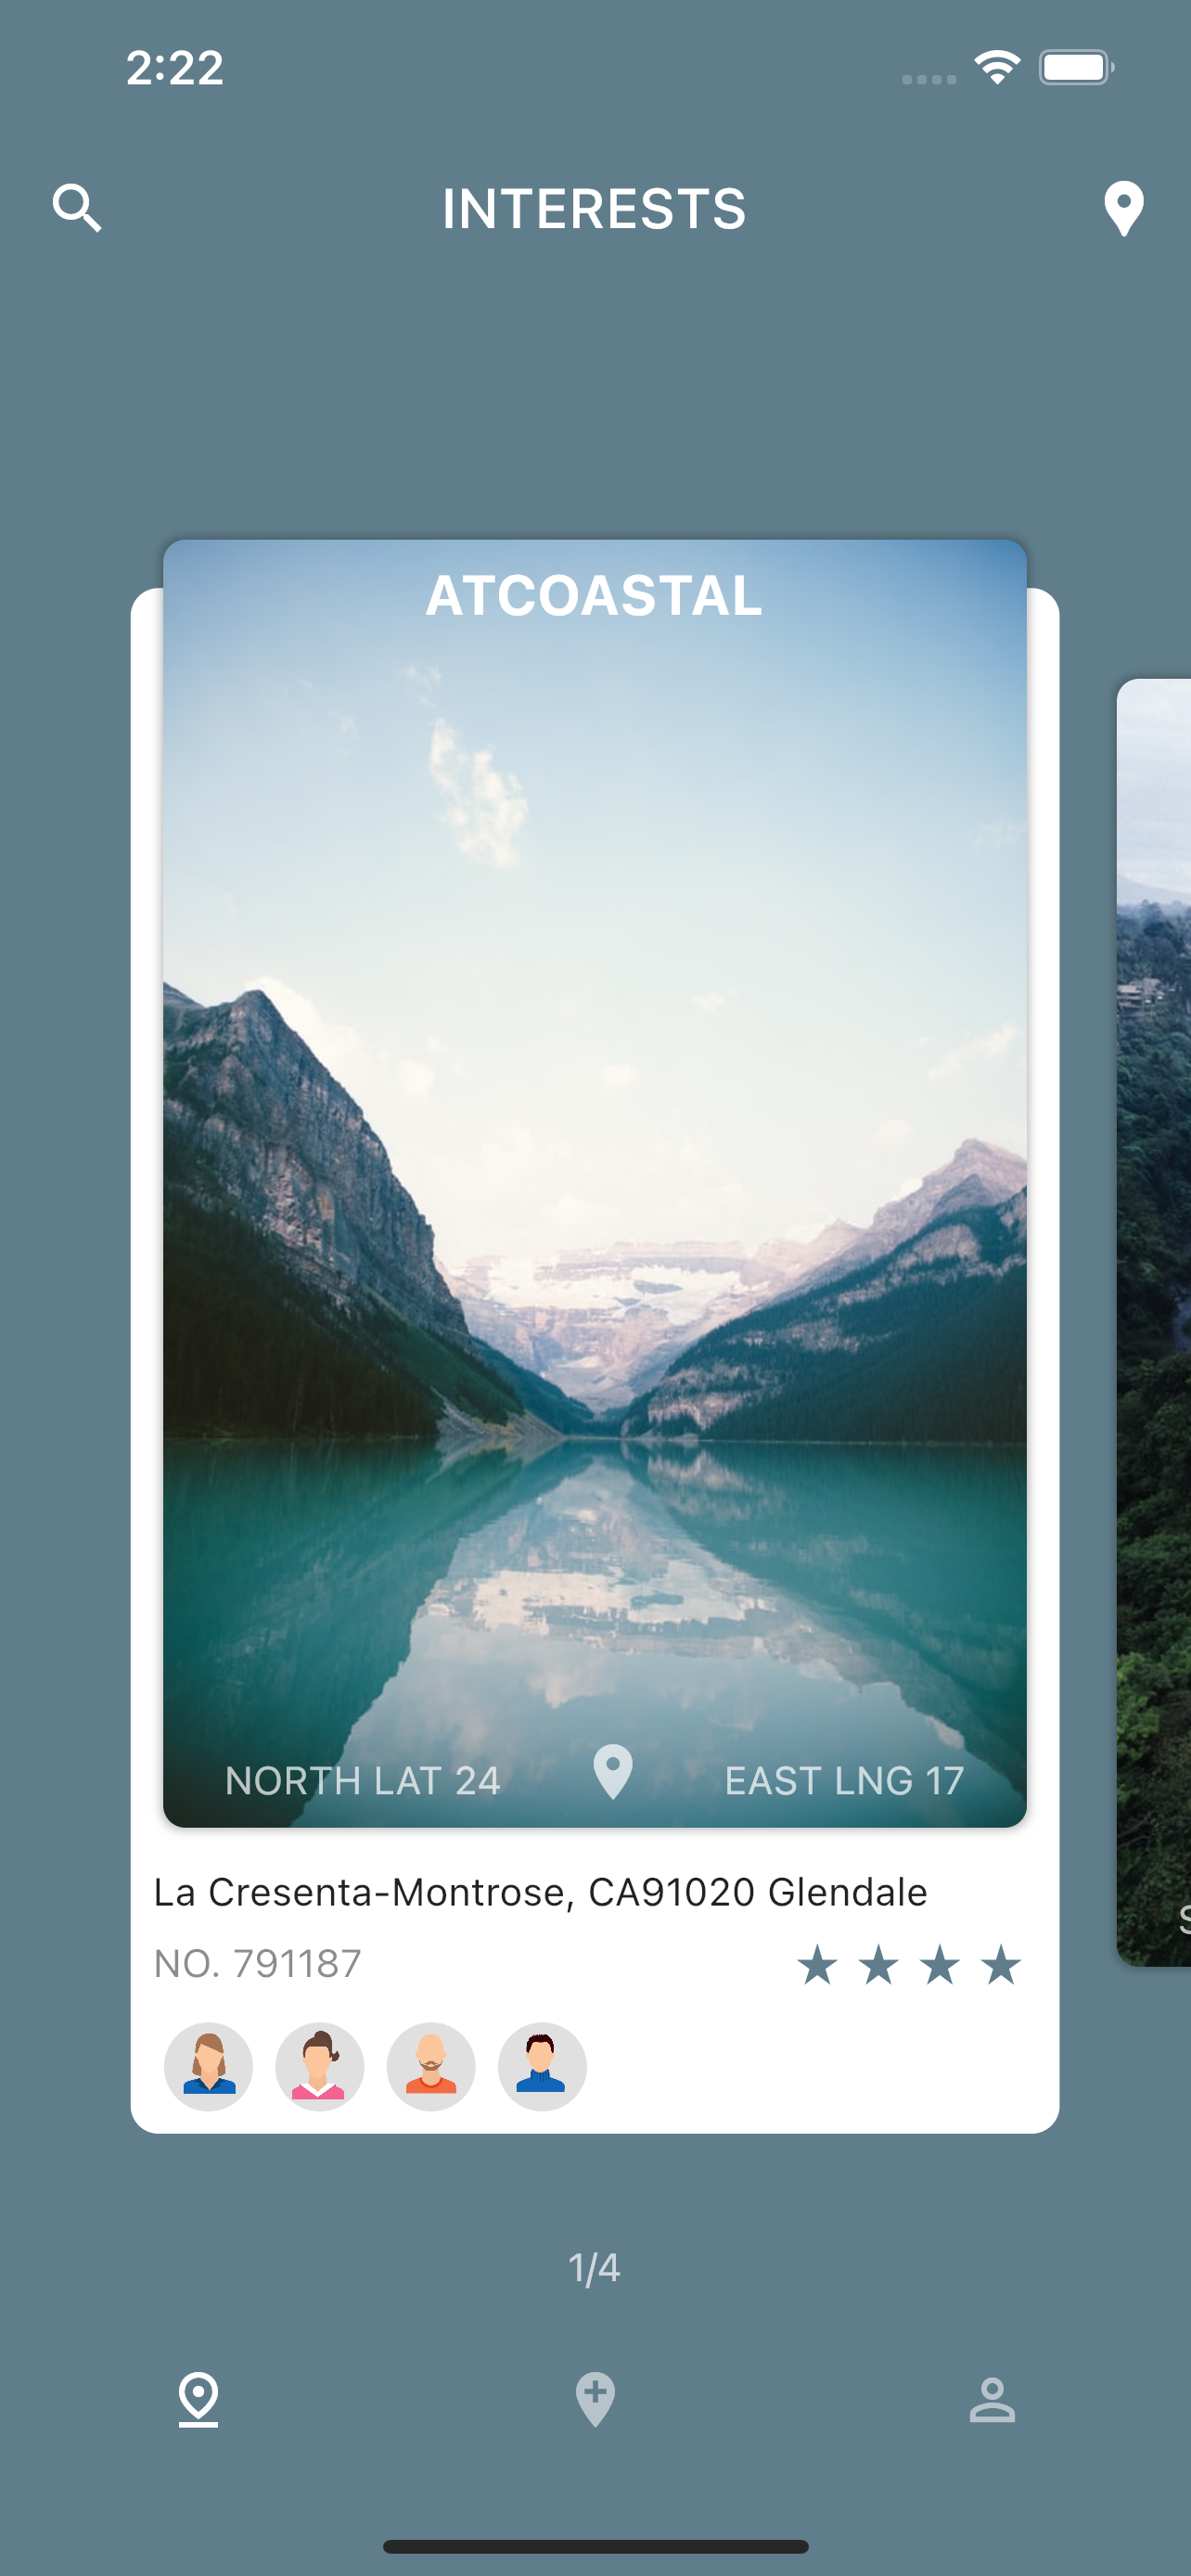 2:22
INTERESTS
ATCOASTAL
NORTH LAT 24
EAST LNG 17
La Cresenta-Montrose, CA91020 Glendale
NO. 791187
1/4